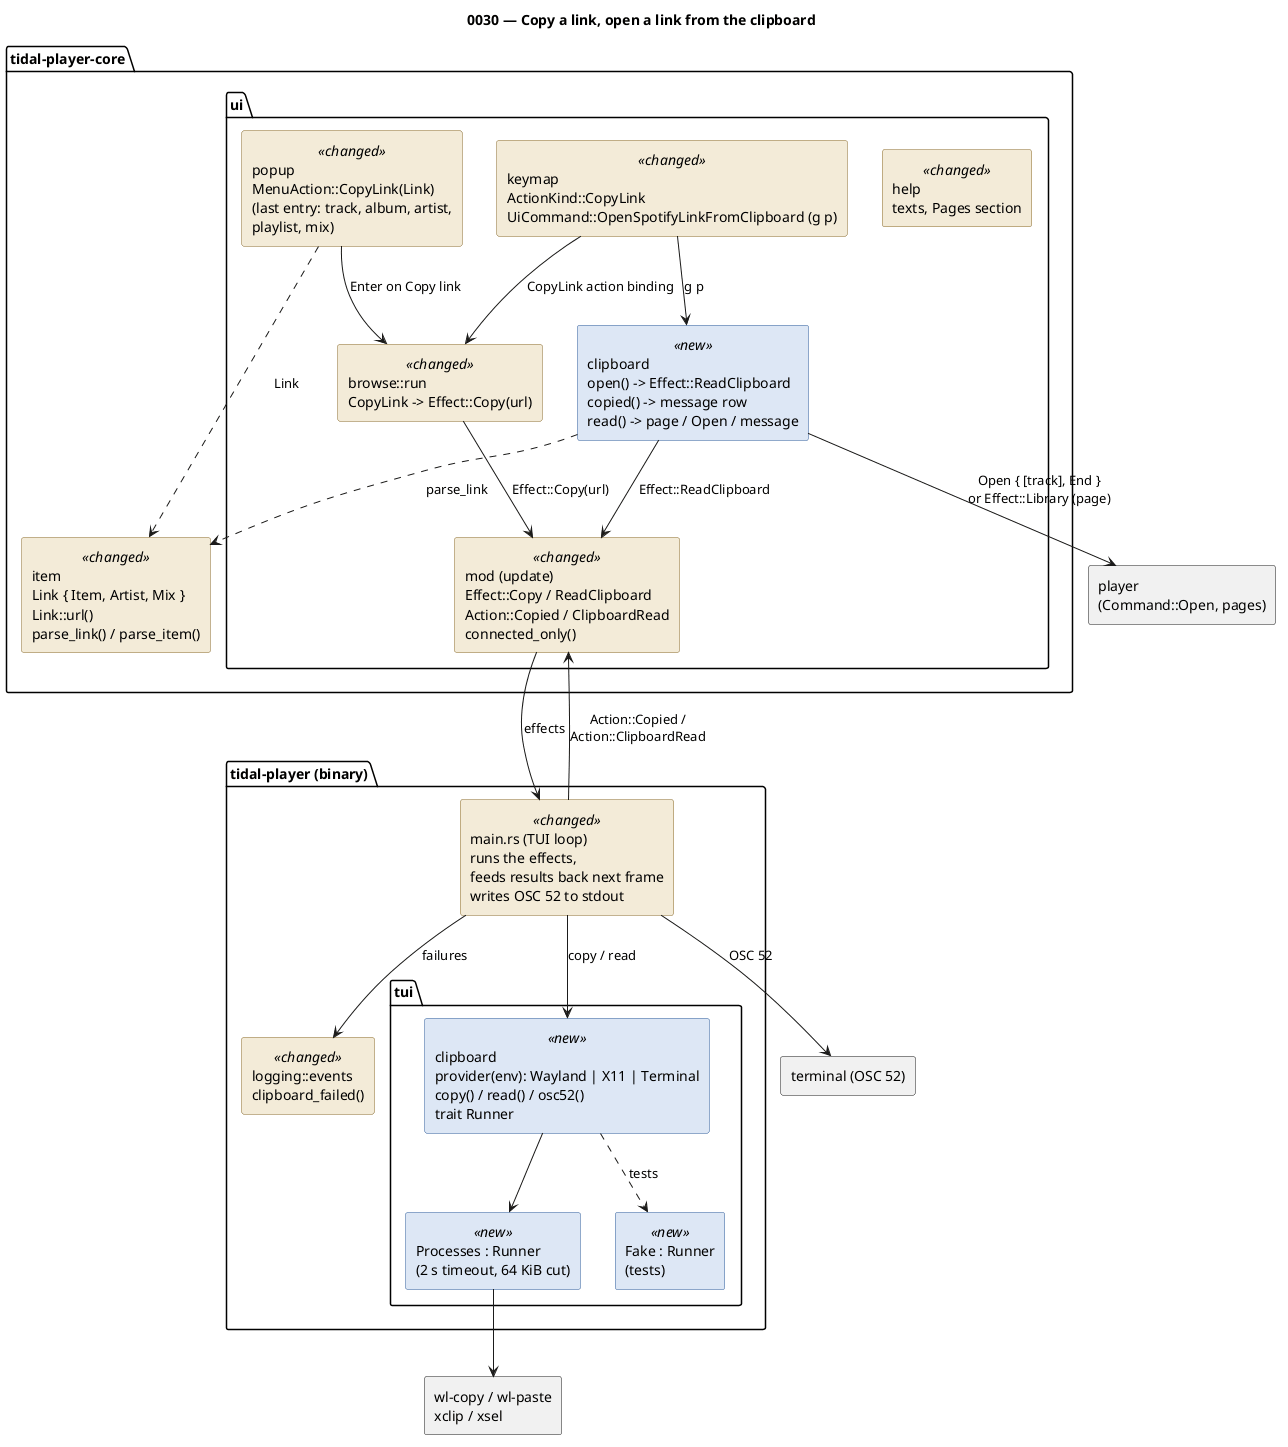 0030 — Copy a link, open a link from the clipboard
tidal-player-core
ui
«changed»
popup
MenuAction::CopyLink(Link)
(last entry: track, album, artist,
playlist, mix)
«changed»
keymap
ActionKind::CopyLink
UiCommand::OpenSpotifyLinkFromClipboard (g p)
«changed»
help
texts, Pages section
Enter on Copy link
CopyLink action binding
g p
«changed»
browse::run
CopyLink -> Effect::Copy(url)
«new»
clipboard
open() -> Effect::ReadClipboard
copied() -> message row
read() -> page / Open / message
Link
parse_link
Effect::Copy(url)
Effect::ReadClipboard
Open { [track], End }
or Effect::Library (page)
«changed»
item
Link { Item, Artist, Mix }
Link::url()
parse_link() / parse_item()
«changed»
mod (update)
Effect::Copy / ReadClipboard
Action::Copied / ClipboardRead
connected_only()
player
(Command::Open, pages)
effects
Action::Copied /
Action::ClipboardRead
tidal-player (binary)
«changed»
main.rs (TUI loop)
runs the effects,
feeds results back next frame
writes OSC 52 to stdout
failures
copy / read
OSC 52
tui
«changed»
logging::events
clipboard_failed()
«new»
clipboard
provider(env): Wayland | X11 | Terminal
copy() / read() / osc52()
trait Runner
terminal (OSC 52)
tests
«new»
Processes : Runner
(2 s timeout, 64 KiB cut)
«new»
Fake : Runner
(tests)
wl-copy / wl-paste
xclip / xsel